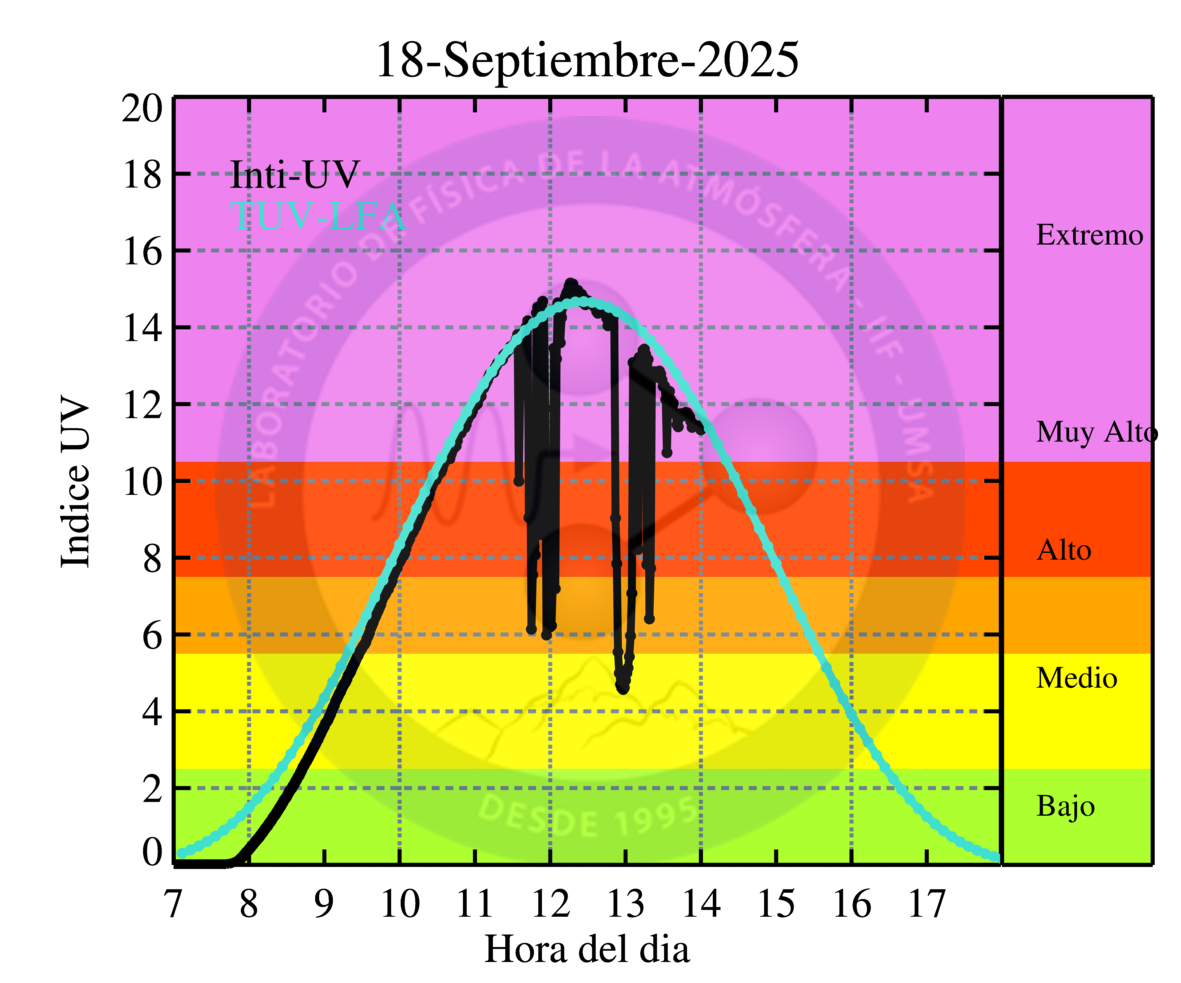 18-Septiembre-2025
20
18
16
14
12
10
8
6
4
2
0
Indice UV
Inti-UV
TUV-LFA
LABORATORIO DE FÍSICA DE LA ATMÓSFERA - IIF - UMSA
DESDE 1995
Extremo
Muy Alto
Alto
Medio
Bajo
7 8 9 10 11 12 13 14 15 16 17
Hora del dia